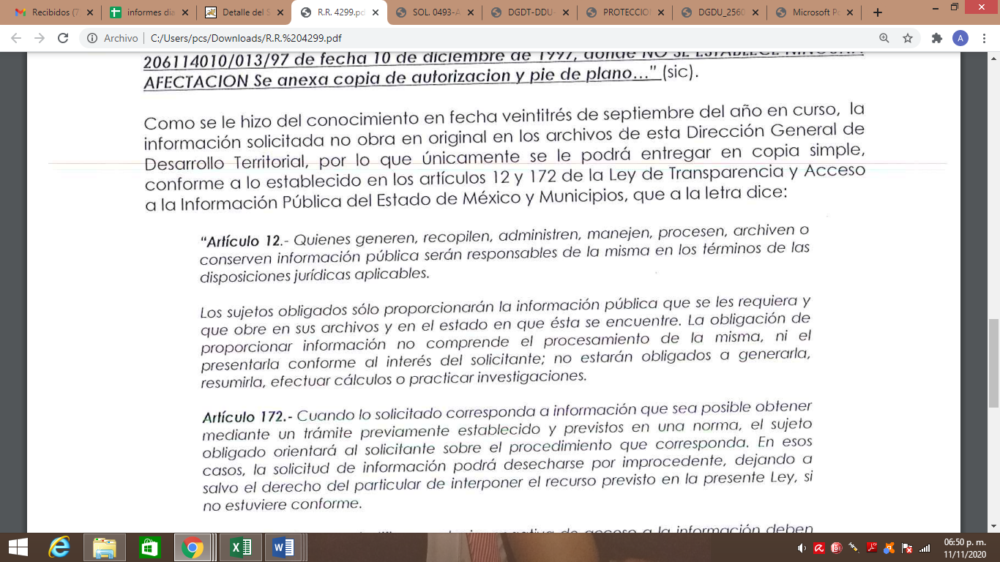 Recibidos (7
informes dia
Detalle del S
R.R. 4299.pd
SOL. 0493-A
DGDT-DDU-
PROTECCION
DGDU_2560
Microsoft Po
Archivo C:/Users/pcs/Downloads/R.R.%204299.pdf
A
206114010/013/97 de fecha 10 de diciembre de 1997, donde NO SE ESTABLECE NINGUNA
AFECTACION Se anexa copia de autorizacion y pie de plano…" (sic).
Como se le hizo del conocimiento en fecha veintitrés de septiembre del año en curso, la
información solicitada no obra en original en los archivos de esta Dirección General de
Desarrollo Territorial, por lo que únicamente se le podrá entregar en copia simple,
conforme a lo establecido en los artículos 12 y 172 de la Ley de Transparencia y Acceso
a la Información Pública del Estado de México y Municipios, que a la letra dice:
"Artículo 12.- Quienes generen, recopilen, administren, manejen, procesen, archiven o
conserven información pública serán responsables de la misma en los términos de las
disposiciones jurídicas aplicables.
Los sujetos obligados sólo proporcionarán la información pública que se les requiera y
que obre en sus archivos y en el estado en que ésta se encuentre. La obligación de
proporcionar información no comprende el procesamiento de la misma, ni el
presentarla conforme al interés del solicitante; no estarán obligados a generarla,
resumirla, efectuar cálculos o practicar investigaciones.
Artículo 172.- Cuando lo solicitado corresponda a información que sea posible obtener
mediante un trámite previamente establecido y previstos en una norma, el sujeto
obligado orientará al solicitante sobre el procedimiento que corresponda. En esos
casos, la solicitud de información podrá desecharse por improcedente, dejando a
salvo el derecho del particular de interponer el recurso previsto en la presente Ley, si
no estuviere conforme.
negativa de acceso a la información deben
06:50 p. m.
11/11/2020